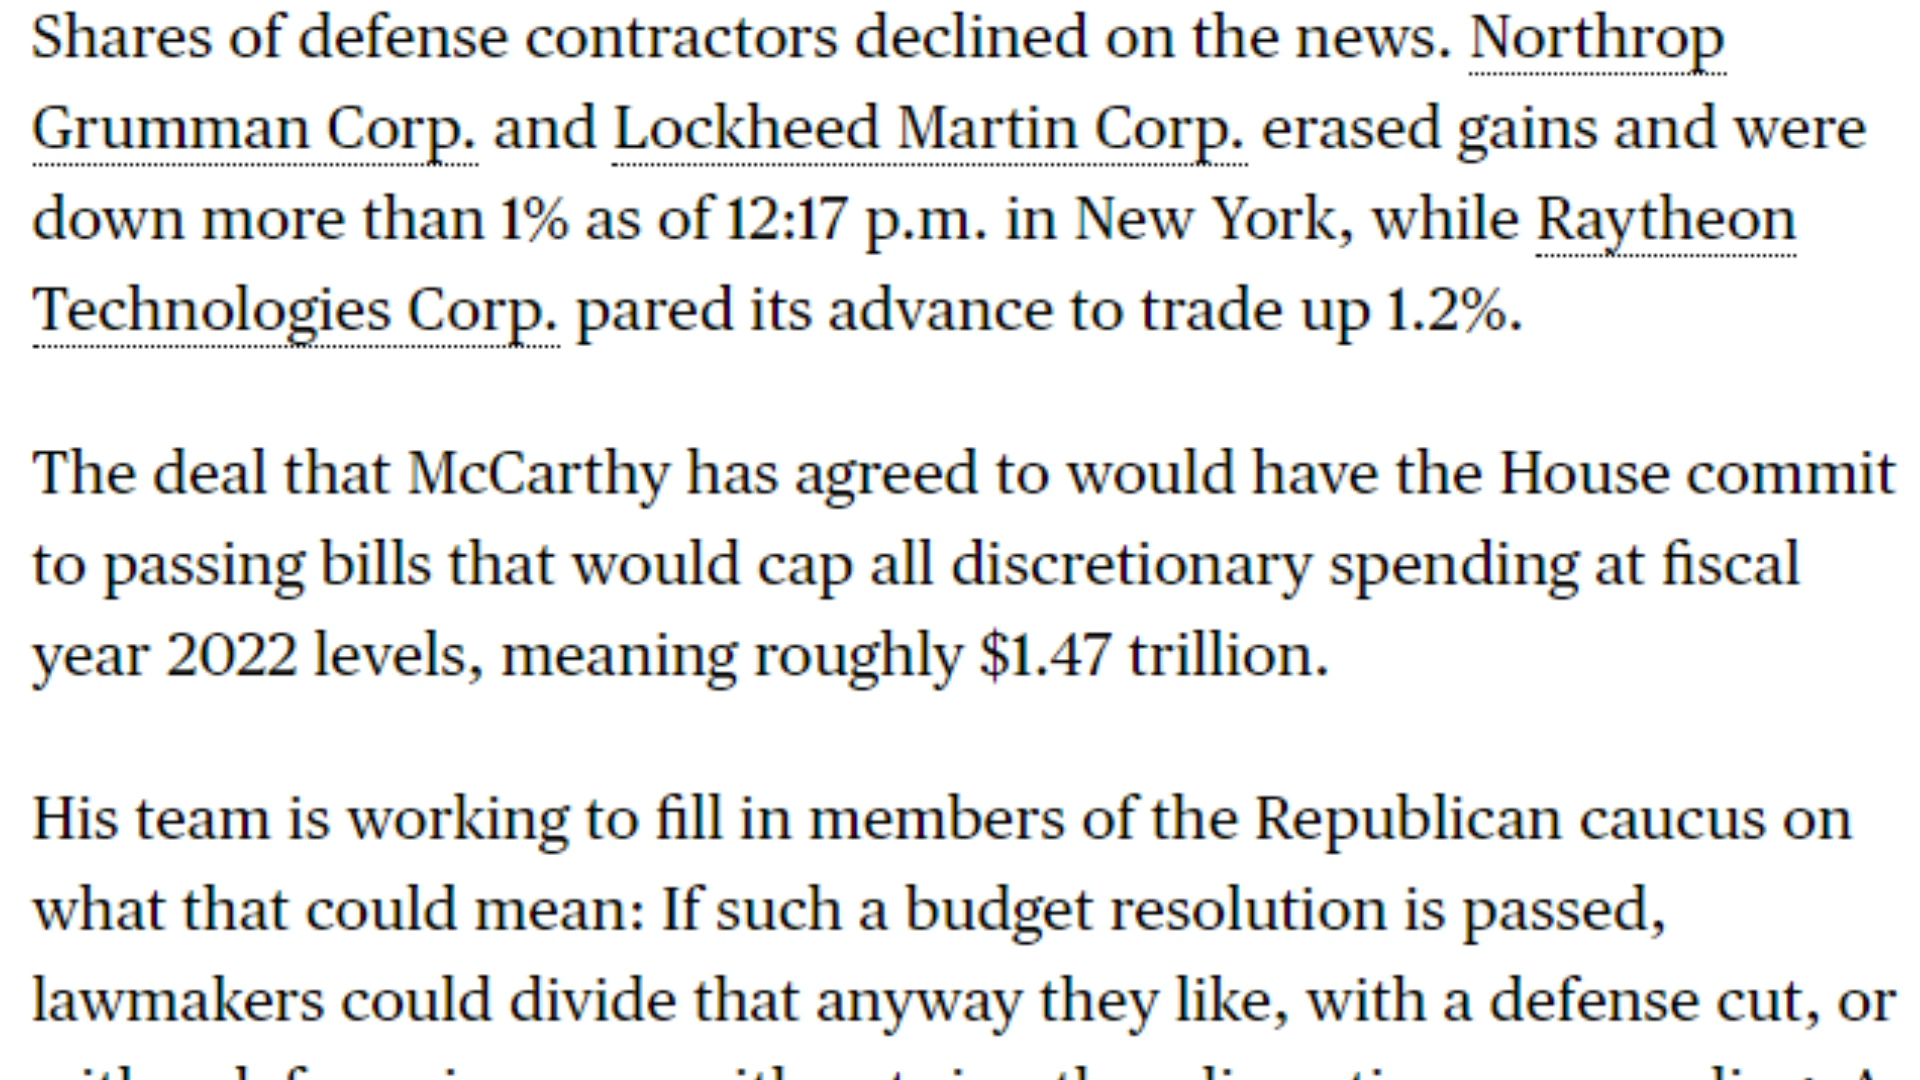 Shares of defense contractors declined on the news. Northrop
Grumman Corp. and Lockheed Martin Corp. erased gains and were
down more than 1% as of 12:17 p.m. in New York, while Raytheon
Technologies Corp. pared its advance to trade up 1.2%.
The deal that McCarthy has agreed to would have the House commit
to passing bills that would cap all discretionary spending at fiscal
year 2022 levels, meaning roughly $1.47 trillion.
His team is working to fill in members of the Republican caucus on
what that could mean: If such a budget resolution is passed,
lawmakers could divide that anyway they like, with a defense cut, or